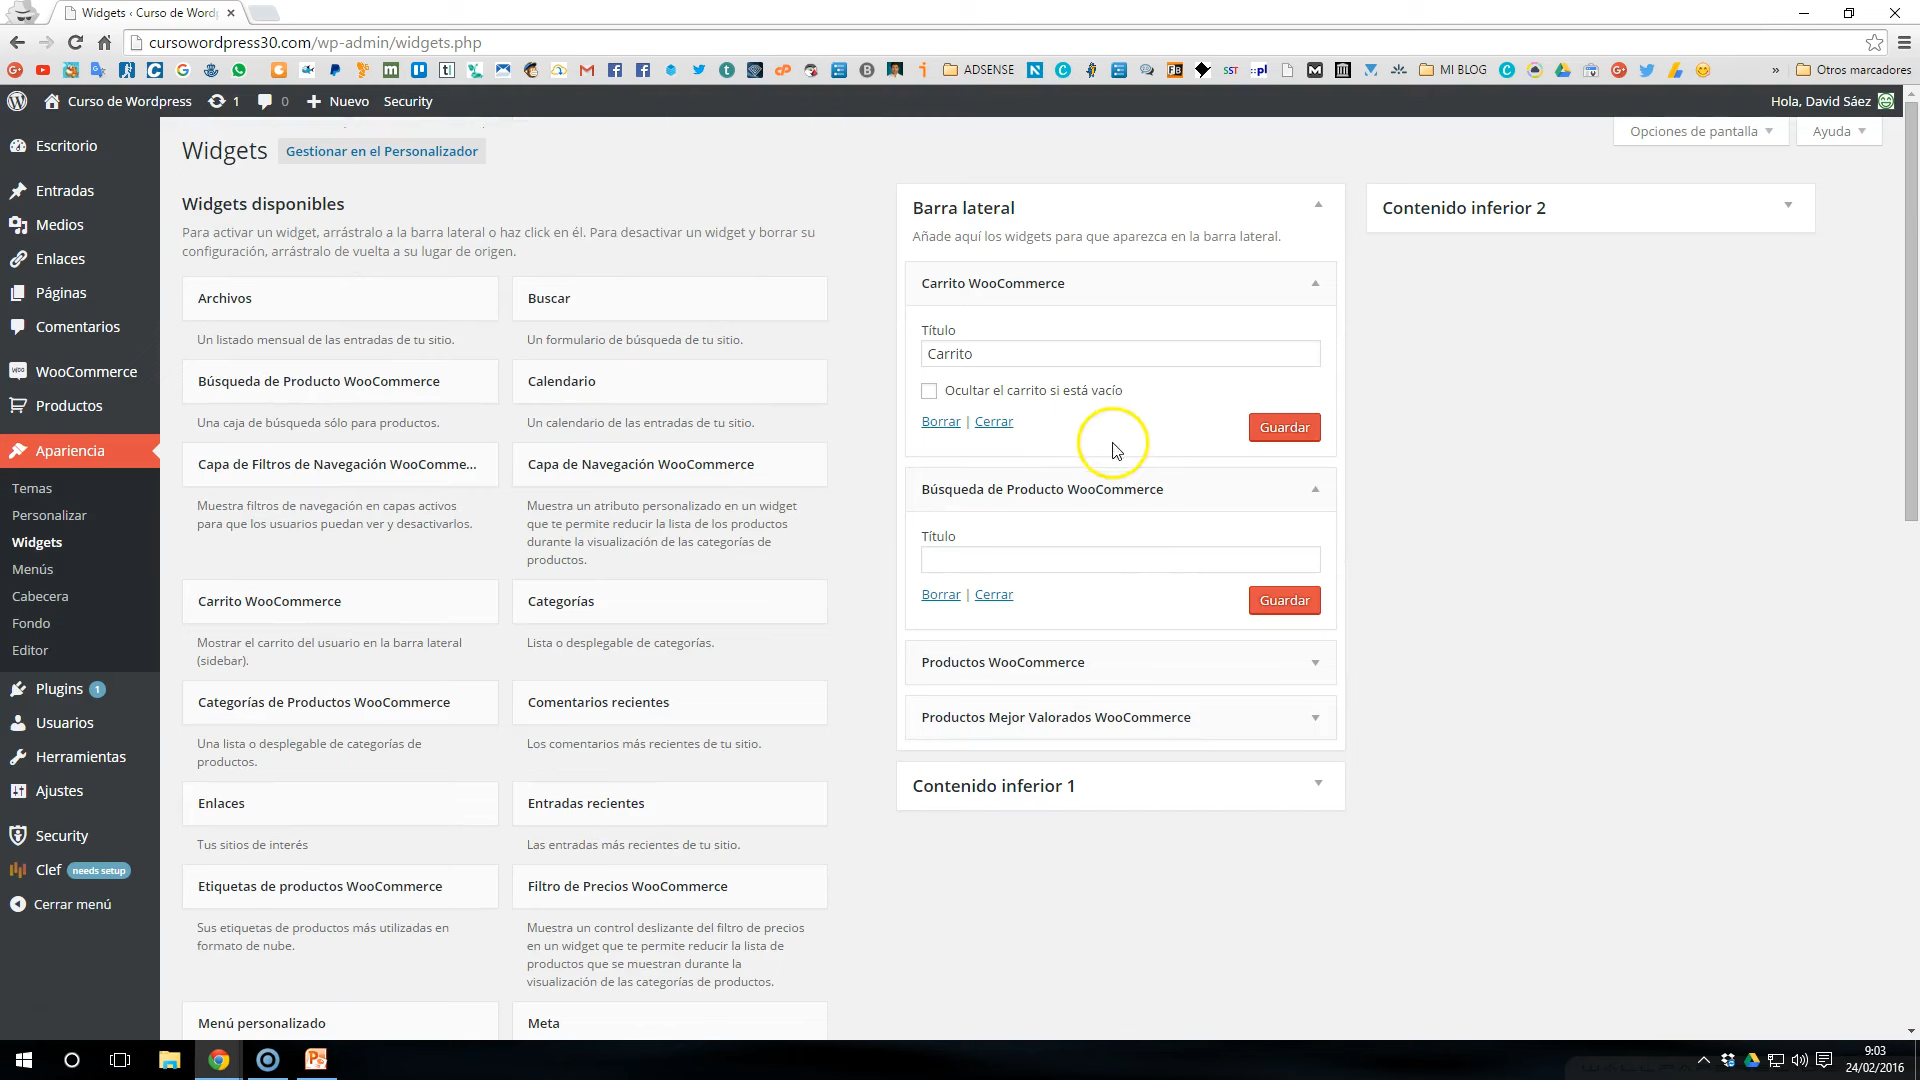 Widgets ‹ Curso de Word
cursowordpress30.com/wp-admin/widgets.php
ADSENSE
MI BLOG
» Otros marcadores
Curso de Wordpress 1 0 Nuevo Security
Hola, David Sáez
Opciones de pantalla
Ayuda
Escritorio
Entradas
Medios
Enlaces
Páginas
Comentarios
WooCommerce
Productos
Apariencia
Temas
Personalizar
Widgets
Menús
Cabecera
Fondo
Editor
Plugins 1
Usuarios
Herramientas
Ajustes
Security
Clef needs setup
Cerrar menú
Widgets Gestionar en el Personalizador
Widgets disponibles
Para activar un widget, arrástralo a la barra lateral o haz click en él. Para desactivar un widget y borrar su
configuración, arrástralo de vuelta a su lugar de origen.
Archivos
Un listado mensual de las entradas de tu sitio.
Buscar
Un formulario de búsqueda de tu sitio.
Búsqueda de Producto WooCommerce
Una caja de búsqueda sólo para productos.
Calendario
Un calendario de las entradas de tu sitio.
Capa de Filtros de Navegación WooComme...
Muestra filtros de navegación en capas activos
para que los usuarios puedan ver y desactivarlos.
Capa de Navegación WooCommerce
Muestra un atributo personalizado en un widget
que te permite reducir la lista de los productos
durante la visualización de las categorías de
productos.
Carrito WooCommerce
Mostrar el carrito del usuario en la barra lateral
(sidebar).
Categorías
Lista o desplegable de categorías.
Categorías de Productos WooCommerce
Una lista o desplegable de categorías de
productos.
Comentarios recientes
Los comentarios más recientes de tu sitio.
Enlaces
Tus sitios de interés
Entradas recientes
Las entradas más recientes de tu sitio.
Etiquetas de productos WooCommerce
Sus etiquetas de productos más utilizadas en
formato de nube.
Filtro de Precios WooCommerce
Muestra un control deslizante del filtro de precios
en un widget que te permite reducir la lista de
productos que se muestran durante la
visualización de las categorías de productos.
Menú personalizado
Meta
Barra lateral
Añade aquí los widgets para que aparezca en la barra lateral.
Carrito WooCommerce
Título
Carrito
Ocultar el carrito si está vacío
Borrar | Cerrar
Guardar
Búsqueda de Producto WooCommerce
Título
Borrar | Cerrar
Guardar
Productos WooCommerce
Productos Mejor Valorados WooCommerce
Contenido inferior 1
Contenido inferior 2
9:03
24/02/2016